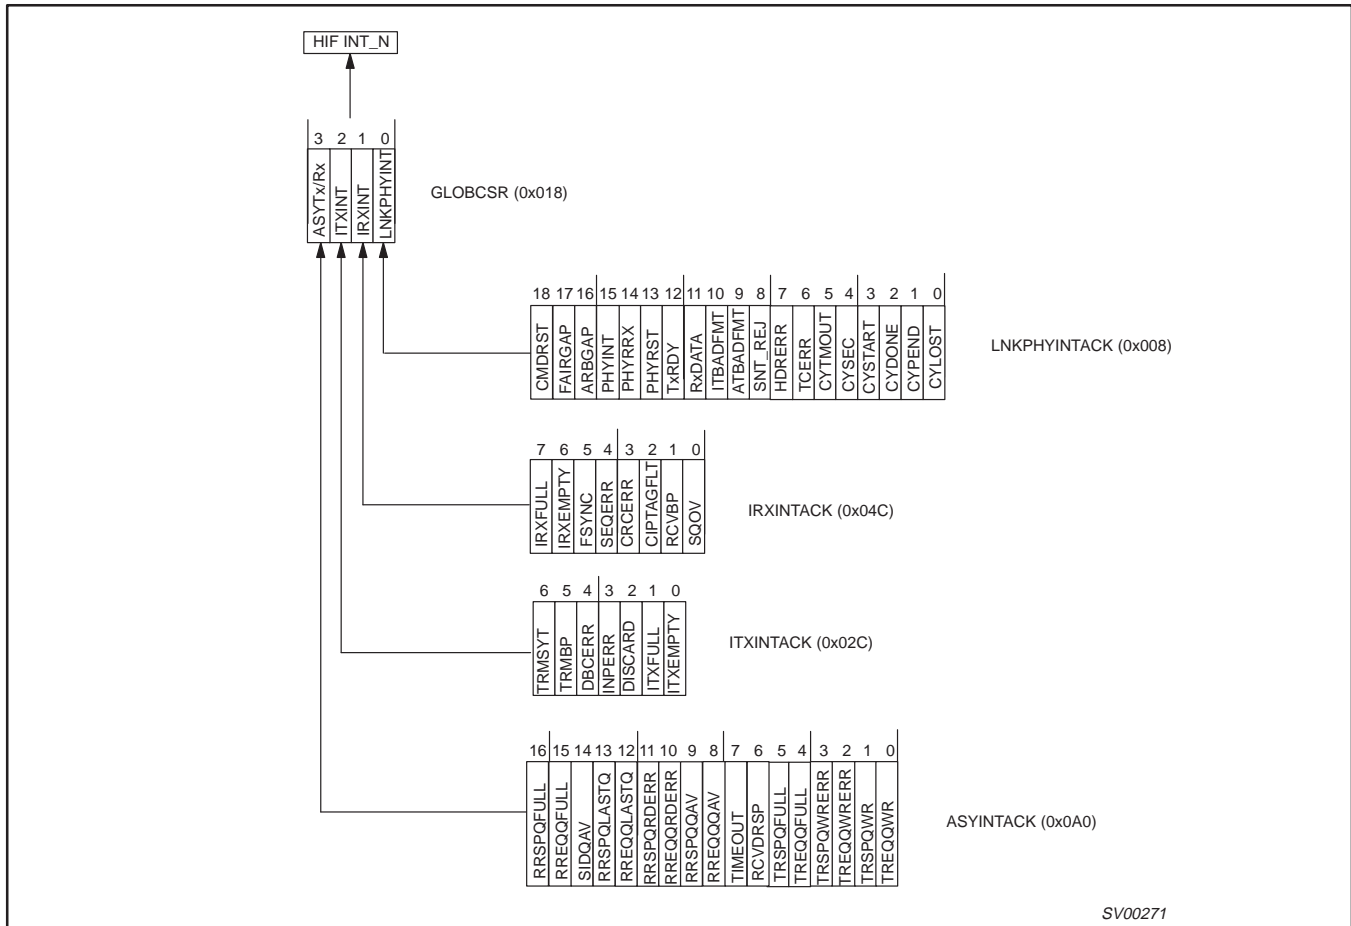 HIF INT_N
3 2 1 0
ASYTx/Rx
ITXINT
IRXINT
LNKPHYINT
GLOBCSR (0x018)
18 17 16 15 14 13 12 11 10 9 8 7 6 5 4 3 2 1 0
CMDRST
FAIRGAP
ARBGAP
PHYINT
PHYRRX
PHYRST
TxRDY
RxDATA
ITBADFMT
ATBADFMT
SNT_REJ
HDRERR
TCERR
CYTMOUT
CYSEC
CYSTART
CYDONE
CYPEND
CYLOST
LNKPHYINTACK (0x008)
7 6 5 4 3 2 1 0
IRXFULL
IRXEMPTY
FSYNC
SEQERR
CRCERR
CIPTAGFLT
RCVBP
SQOV
IRXINTACK (0x04C)
6 5 4 3 2 1 0
TRMSYT
TRMBP
DBCERR
INPERR
DISCARD
ITXFULL
ITXEMPTY
ITXINTACK (0x02C)
16 15 14 13 12 11 10 9 8 7 6 5 4 3 2 1 0
RRSPQFULL
RREQQFULL
SIDQAV
RRSPQLASTQ
RREQQLASTQ
RRSPQRDERR
RREQQRDERR
RRSPQQAV
RREQQQAV
TIMEOUT
RCVDRSP
TRSPQFULL
TREQQFULL
TRSPQWRERR
TREQQWRERR
TRSPQWR
TREQQWR
ASYINTACK (0x0A0)
SV00271